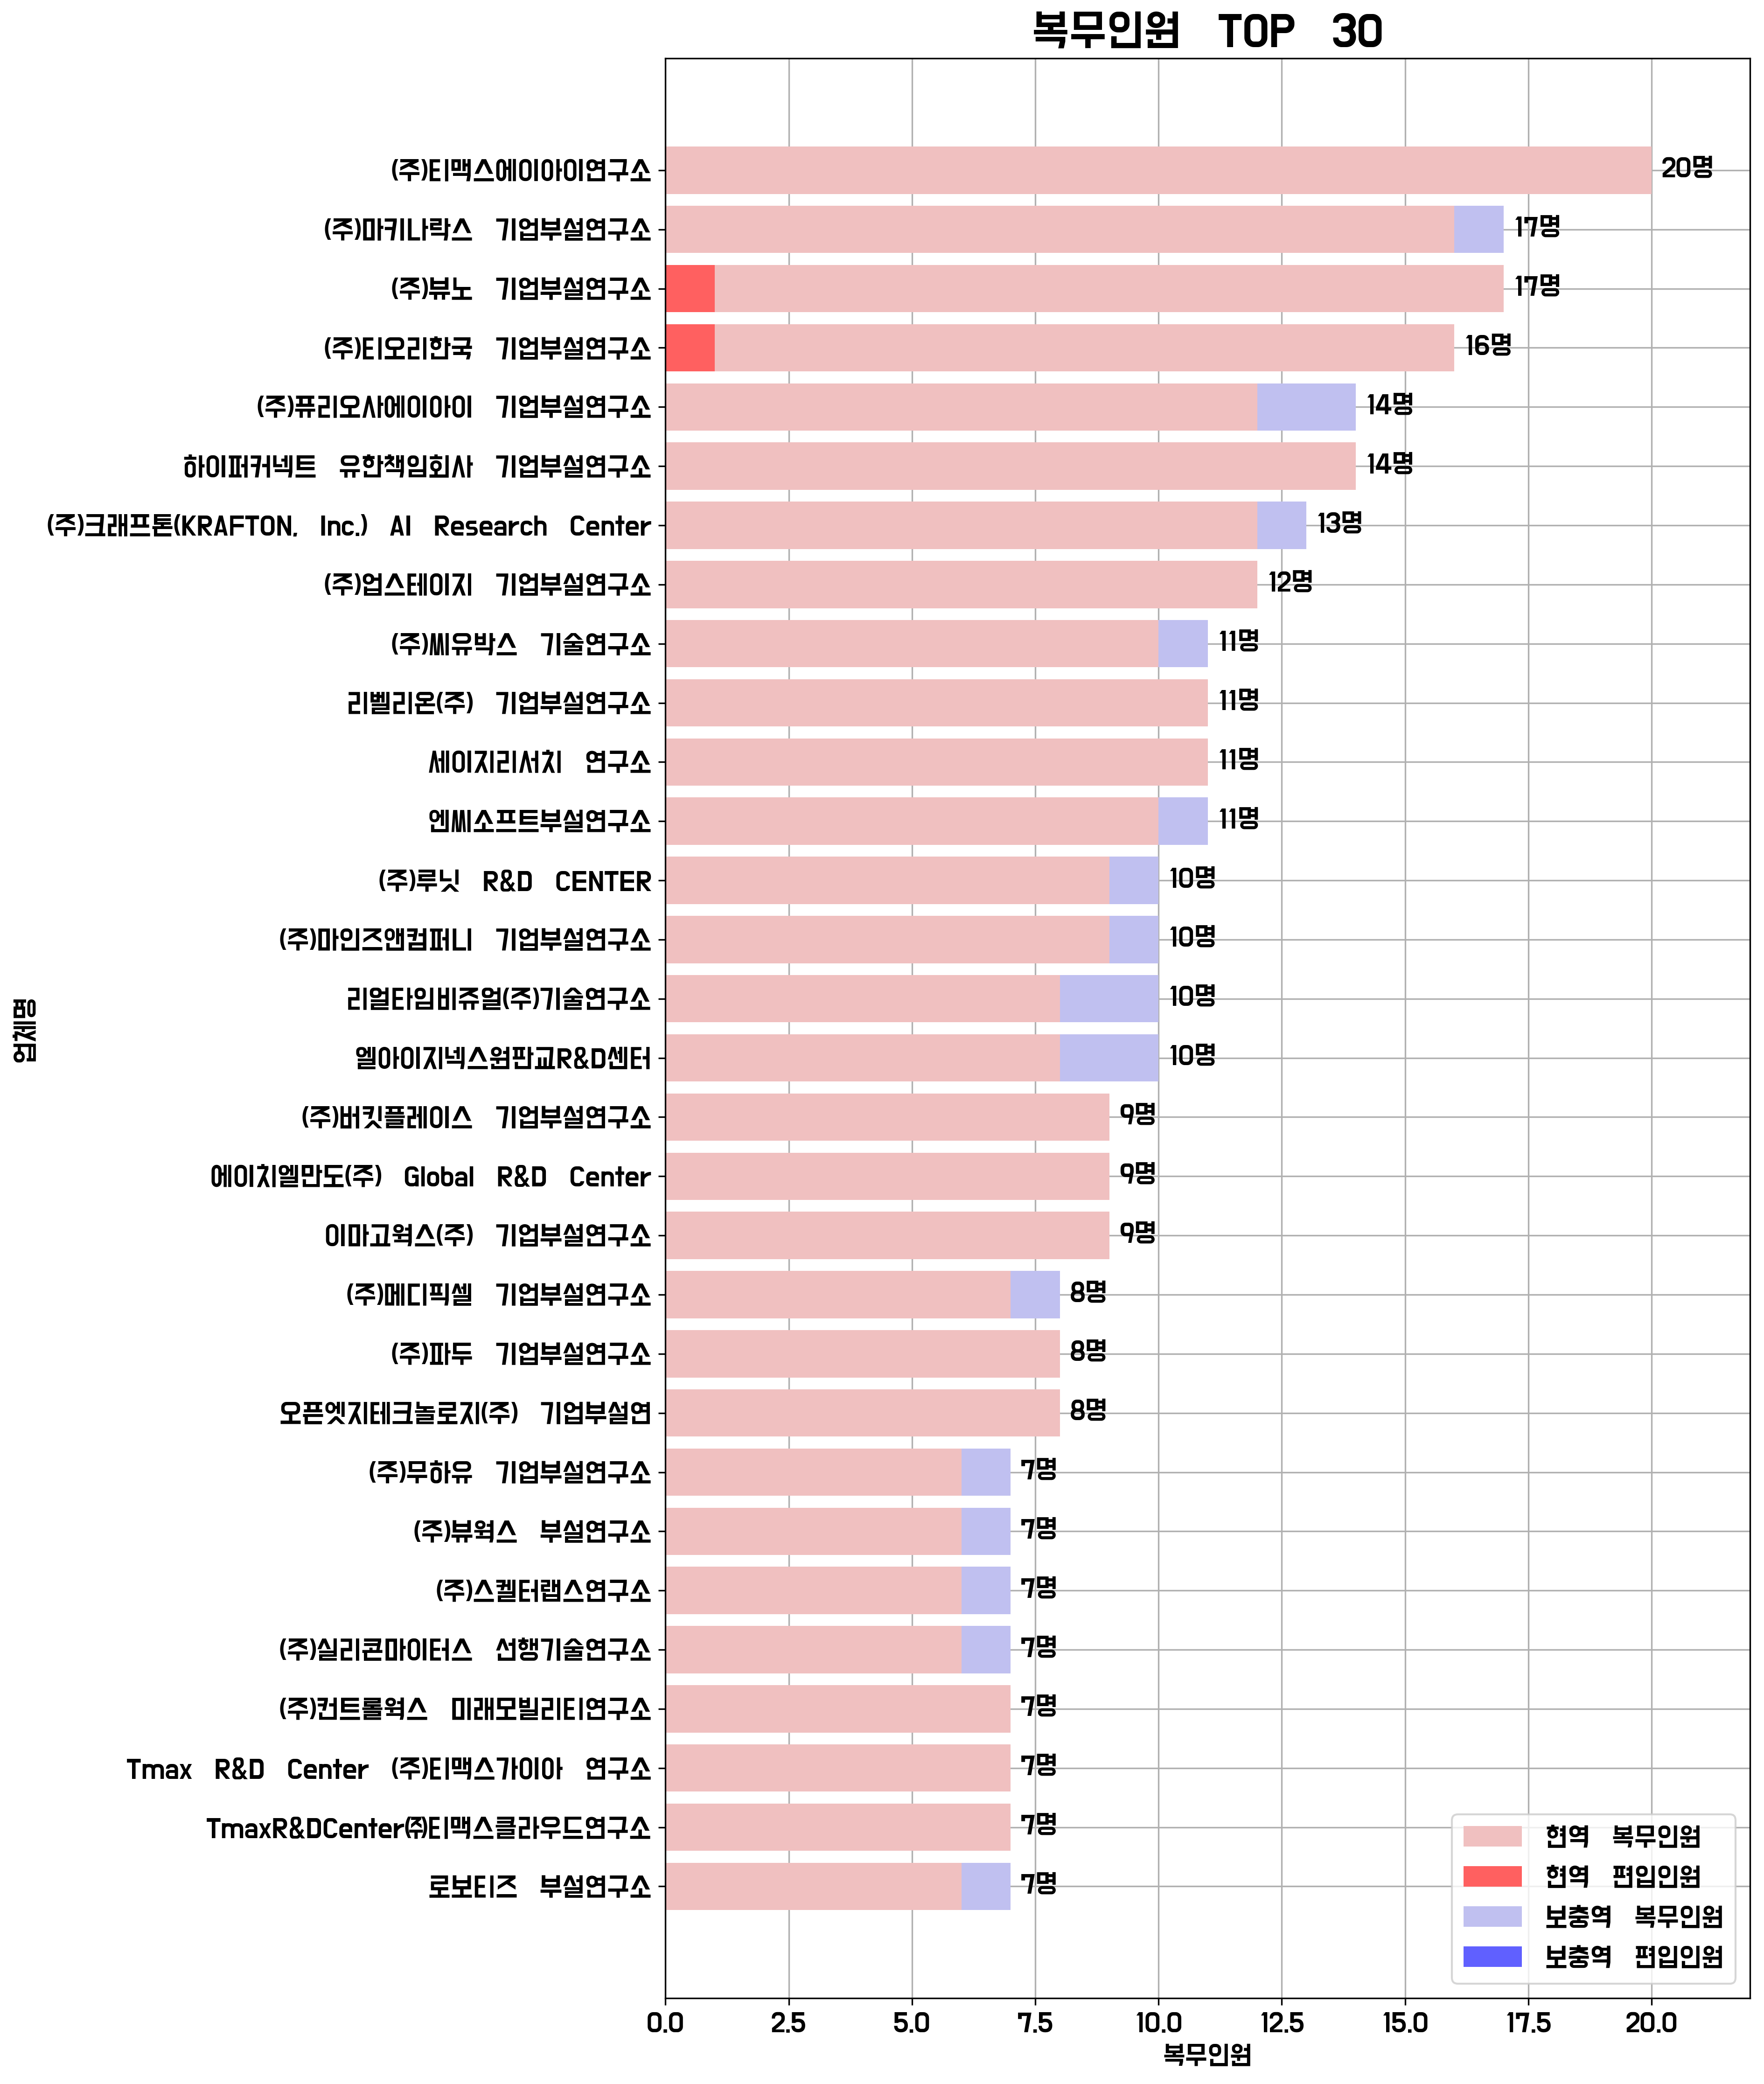 복무인원 TOP 30
(주)티맥스에이아이연구소
20명
(주)마키나락스 기업부설연구소
17명
(주)뷰노 기업부설연구소
17명
(주)티오리한국 기업부설연구소
16명
(주)퓨리오사에이아이 기업부설연구소
14명
하이퍼커넥트 유한책임회사 기업부설연구소
14명
(주)크래프톤(KRAFTON, Inc.) AI Research Center
13명
(주)업스테이지 기업부설연구소
12명
(주)씨유박스 기술연구소
11명
리벨리온(주) 기업부설연구소
11명
세이지리서치 연구소
11명
엔씨소프트부설연구소
11명
(주)루닛 R&D CENTER
10명
(주)마인즈앤컴퍼니 기업부설연구소
10명
리얼타임비쥬얼(주)기술연구소
10명
엘아이지넥스원판교R&D센터
10명
(주)버킷플레이스 기업부설연구소
9명
에이치엘만도(주) Global R&D Center
9명
이마고웍스(주) 기업부설연구소
9명
(주)메디픽셀 기업부설연구소
8명
(주)파두 기업부설연구소
8명
오픈엣지테크놀로지(주) 기업부설연
8명
(주)무하유 기업부설연구소
7명
(주)뷰웍스 부설연구소
7명
(주)스켈터랩스연구소
7명
(주)실리콘마이터스 선행기술연구소
7명
(주)컨트롤웍스 미래모빌리티연구소
7명
Tmax R&D Center (주)티맥스가이아 연구소
7명
TmaxR&DCenter㈜티맥스클라우드연구소
7명
로보티즈 부설연구소
7명
업체명
현역 복무인원
현역 편입인원
보충역 복무인원
보충역 편입인원
0.0 2.5 5.0 7.5 10.0 12.5 15.0 17.5 20.0
복무인원